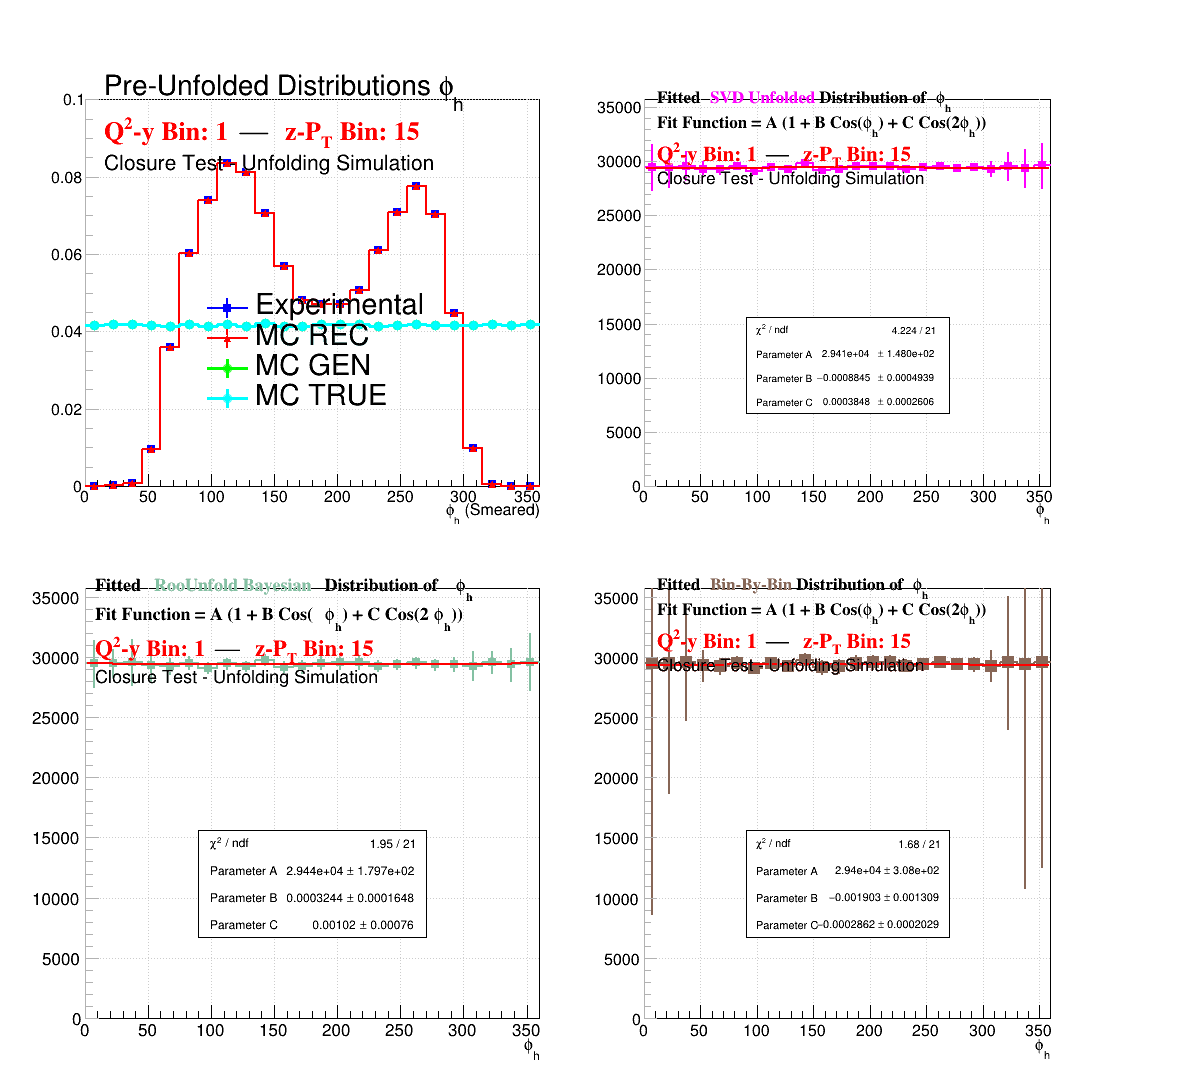 Pre-Unfolded Distributions ϕh
Q2-y Bin: 1 — z-PT Bin: 15
Closure Test - Unfolding Simulation
0.1
0.08
0.06
0.04
0.02
0
Experimental
MC REC
MC GEN
MC TRUE
0 50 100 150 200 250 300 350
ϕh (Smeared)
Fitted SVD Unfolded Distribution of ϕh
Fit Function = A (1 + B Cos(ϕh) + C Cos(2ϕh))
Q2-y Bin: 1 — z-PT Bin: 15
Closure Test - Unfolding Simulation
35000
30000
25000
20000
15000
10000
5000
0
χ2 / ndf 4.224 / 21
Parameter A 2.941e+04 ± 1.480e+02
Parameter B −0.0008845 ± 0.0004939
Parameter C 0.0003848 ± 0.0002606
0 50 100 150 200 250 300 350
ϕh
Fitted RooUnfold Bayesian Distribution of ϕh
Fit Function = A (1 + B Cos( ϕh) + C Cos(2 ϕh))
Q2-y Bin: 1 — z-PT Bin: 15
Closure Test - Unfolding Simulation
35000
30000
25000
20000
15000
10000
5000
0
χ2 / ndf 1.95 / 21
Parameter A 2.944e+04 ± 1.797e+02
Parameter B 0.0003244 ± 0.0001648
Parameter C 0.00102 ± 0.00076
0 50 100 150 200 250 300 350
ϕh
Fitted Bin-By-Bin Distribution of ϕh
Fit Function = A (1 + B Cos(ϕh) + C Cos(2ϕh))
Q2-y Bin: 1 — z-PT Bin: 15
Closure Test - Unfolding Simulation
35000
30000
25000
20000
15000
10000
5000
0
χ2 / ndf 1.68 / 21
Parameter A 2.94e+04 ± 3.08e+02
Parameter B −0.001903 ± 0.001309
Parameter C −0.0002862 ± 0.0002029
0 50 100 150 200 250 300 350
ϕh